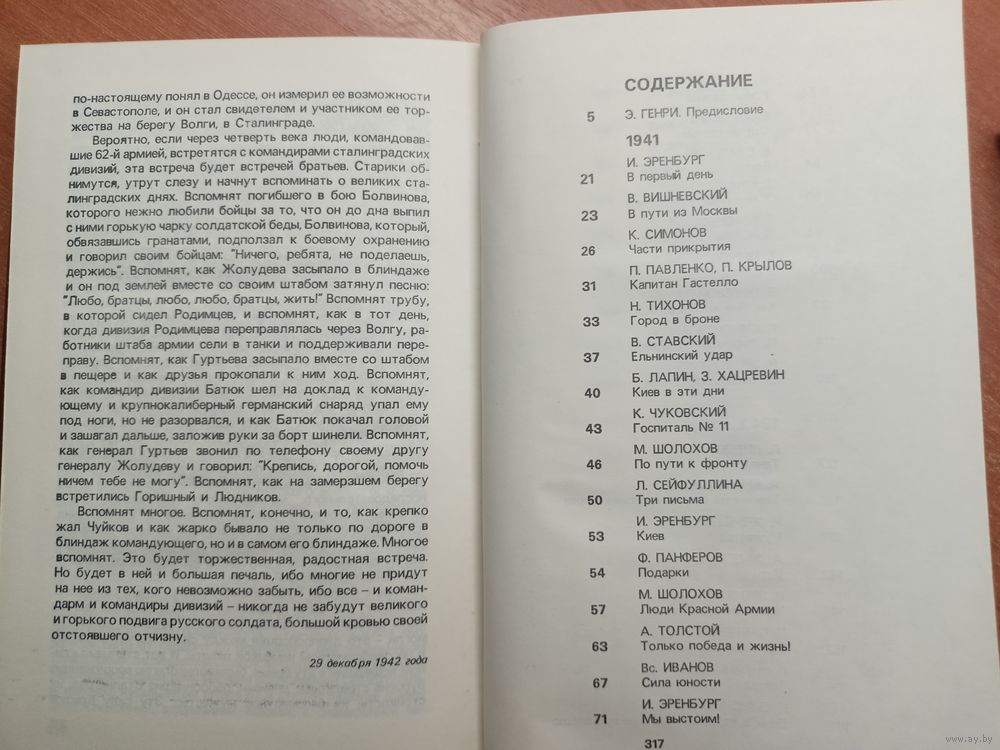 по-настоящему понял в Одессе, он измерил ее возможности
в Севастополе, и он стал свидетелем и участником ее тор-
жества на берегу Волги, в Сталинграде.
Вероятно, если через четверть века люди, командовав-
шие 62-й армией, встретятся с командирами сталинградских
дивизий, эта встреча будет встречей братьев. Старики об-
нимутся, утрут слезу и начнут вспоминать о великих ста-
линградских днях. Вспомнят погибшего в бою Болвинова,
которого нежно любили бойцы за то, что он до дна выпил
с ними горькую чарку солдатской беды, Болвинова, который,
обвязавшись гранатами, подползал к боевому охранению
и говорил своим бойцам: "Ничего, ребята, не поделаешь,
держись". Вспомнят, как Жолудева засыпало в блиндаже
и он под землей вместе со своим штабом затянул песню:
"Любо, братцы, любо, любо, братцы, жить!" Вспомнят трубу,
в которой сидел Родимцев, и вспомнят, как в тот день,
когда дивизия Родимцева переправлялась через Волгу, ра-
ботники штаба армии сели в танки и поддерживали пере-
праву. Вспомнят, как Гуртьева засыпало вместе со штабом
в пещере и как друзья прокопали к ним ход. Вспомнят,
как командир дивизии Батюк шел на доклад к команду-
ющему и крупнокалиберный германский снаряд упал ему
под ноги, но не разорвался, и как Батюк покачал головой
и зашагал дальше, заложив руки за борт шинели. Вспомнят,
как генерал Гуртьев звонил по телефону своему другу
генералу Жолудеву и говорил: "Крепись, дорогой, помочь
ничем тебе не могу". Вспомнят, как на замерзшем берегу
встретились Горишный и Людников.
Вспомнят многое. Вспомнят, конечно, и то, как крепко
жал Чуйков и как жарко бывало не только по дороге в
блиндаж командующего, но и в самом его блиндаже. Многое
вспомнят. Это будет торжественная, радостная встреча.
Но будет в ней и большая печаль, ибо многие не придут
на нее из тех, кого невозможно забыть, ибо все – и коман-
дарм и командиры дивизий – никогда не забудут великого
и горького подвига русского солдата, большой кровью своей
отстоявшего отчизну.
29 декабря 1942 года
СОДЕРЖАНИЕ
5 Э. ГЕНРИ. Предисловие
1941
И. ЭРЕНБУРГ
21 В первый день
В. ВИШНЕВСКИЙ
23 В пути из Москвы
К. СИМОНОВ
26 Части прикрытия
П. ПАВЛЕНКО, П. КРЫЛОВ
31 Капитан Гастелло
Н. ТИХОНОВ
33 Город в броне
В. СТАВСКИЙ
37 Ельнинский удар
Б. ЛАПИН, З. ХАЦРЕВИН
40 Киев в эти дни
К. ЧУКОВСКИЙ
43 Госпиталь № 11
М. ШОЛОХОВ
46 По пути к фронту
Л. СЕЙФУЛЛИНА
50 Три письма
И. ЭРЕНБУРГ
53 Киев
Ф. ПАНФЕРОВ
54 Подарки
М. ШОЛОХОВ
57 Люди Красной Армии
А. ТОЛСТОЙ
63 Только победа и жизнь!
Вс. ИВАНОВ
67 Сила юности
И. ЭРЕНБУРГ
71 Мы выстоим!
317
www.ay.by